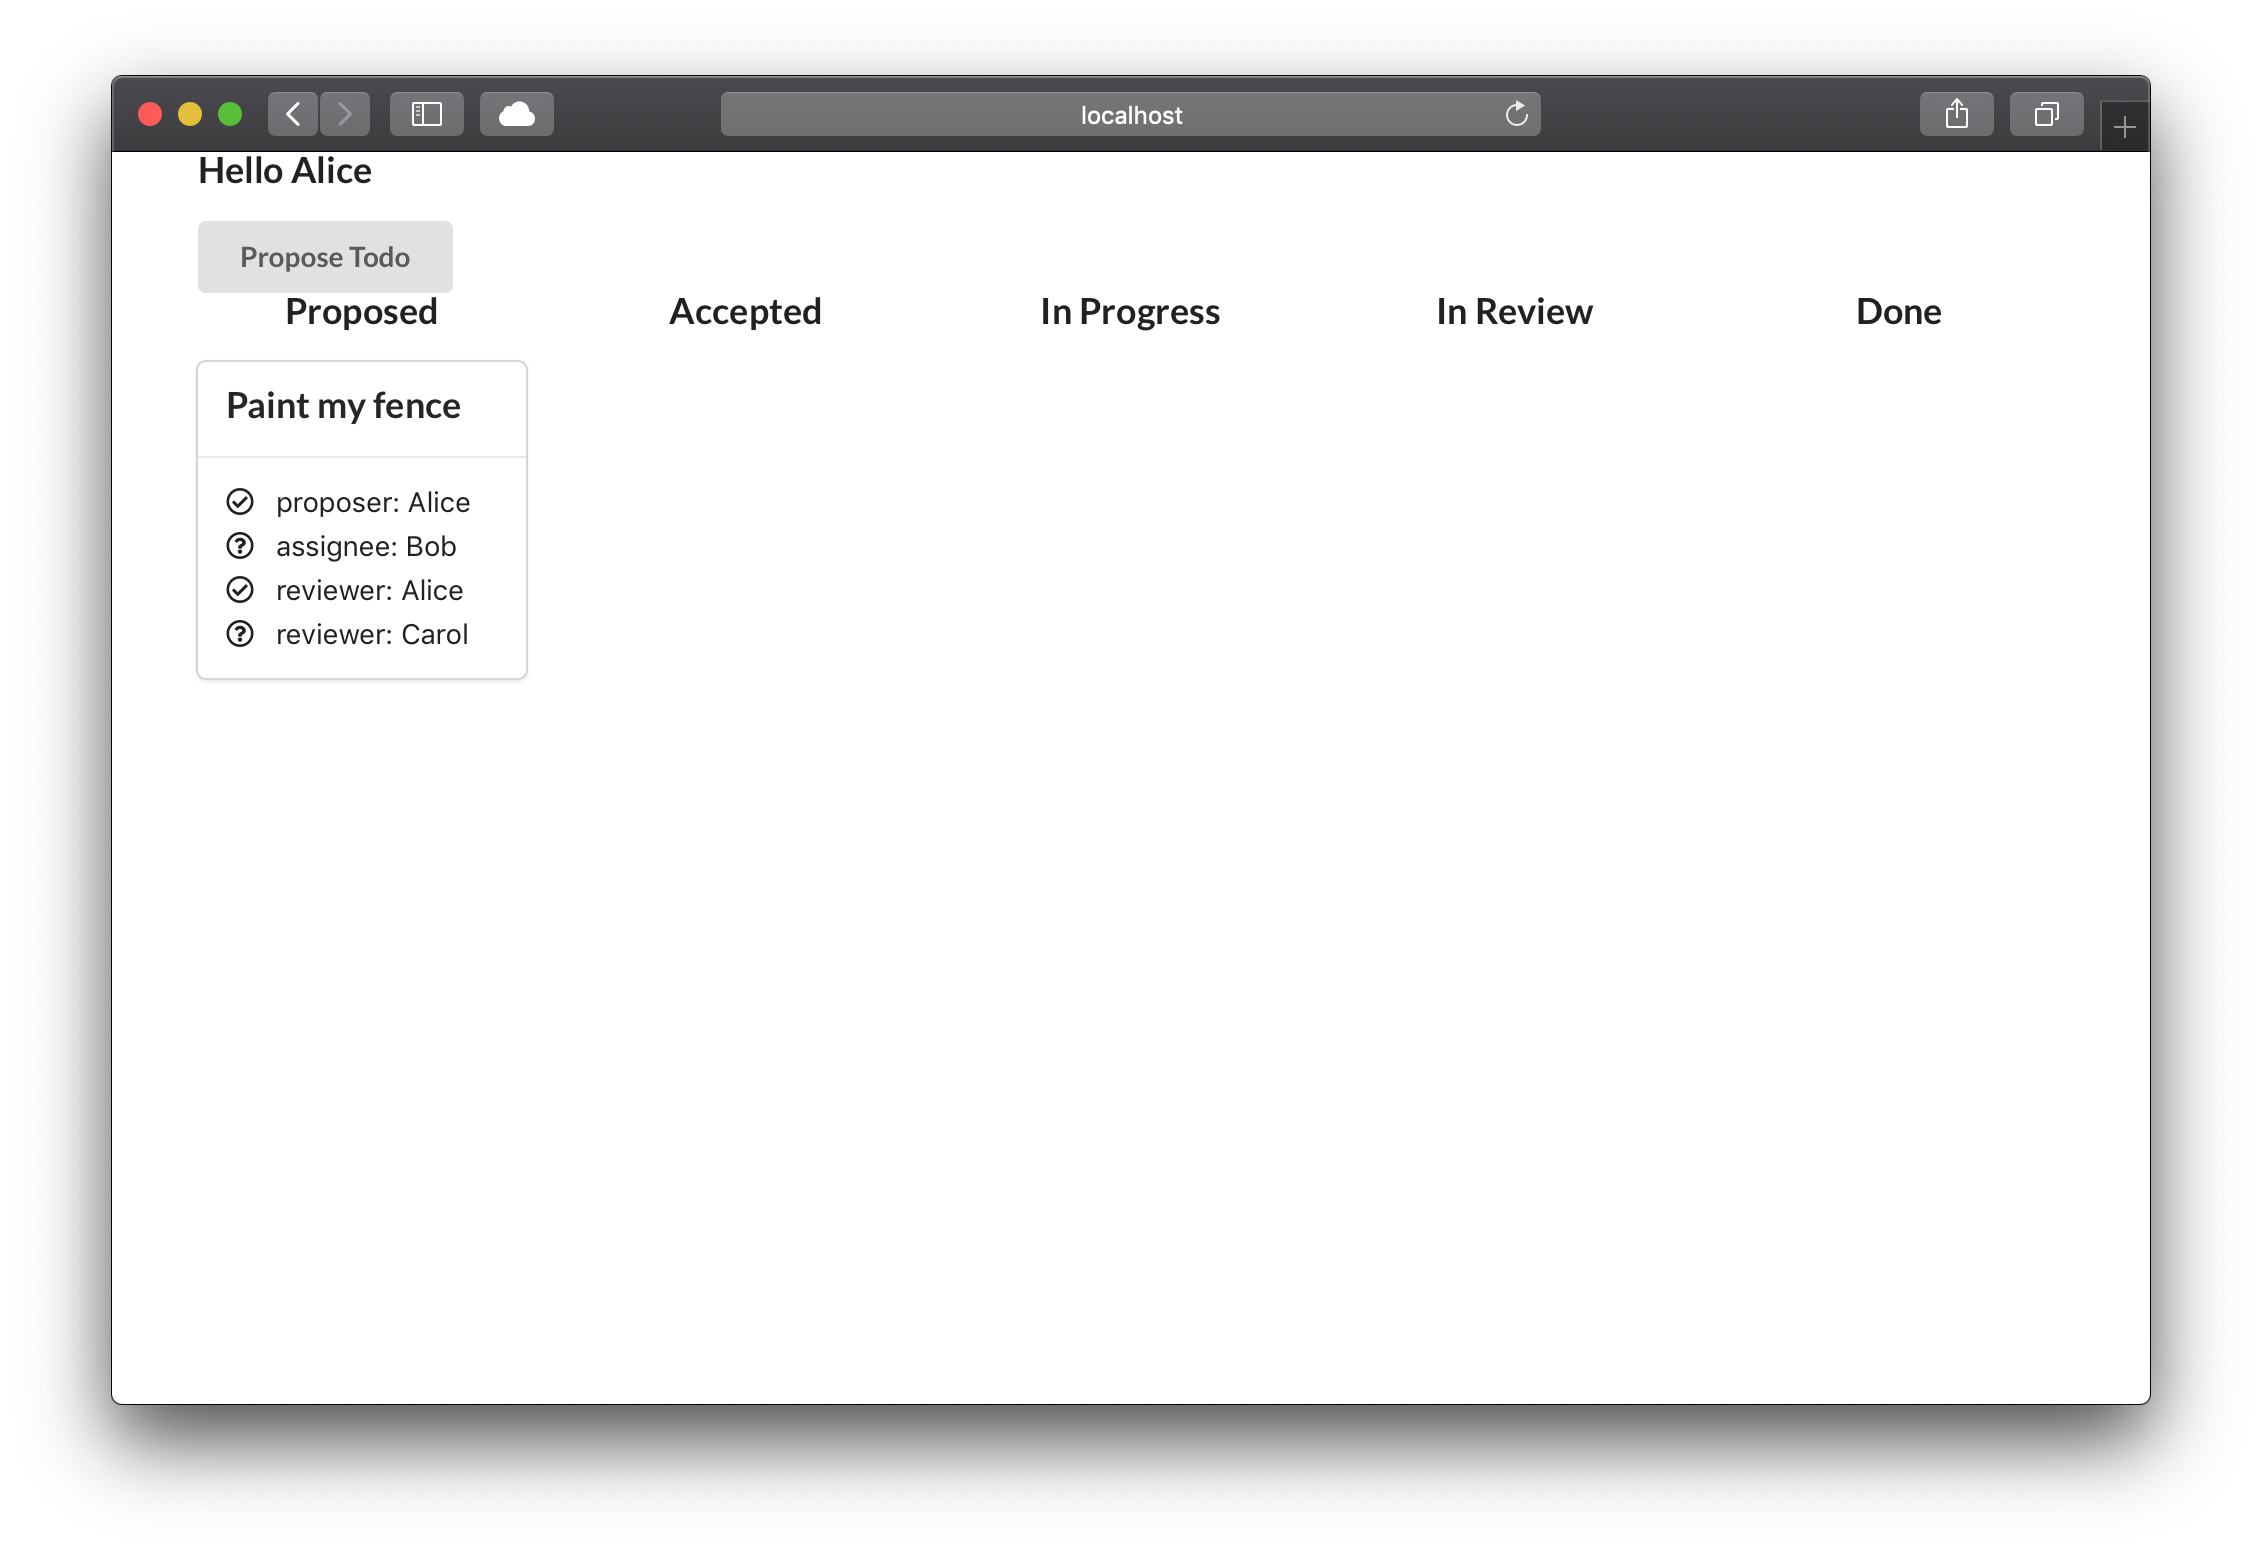 localhost
Hello Alice
Propose Todo
Proposed Accepted In Progress In Review Done
Paint my fence
proposer: Alice
assignee: Bob
reviewer: Alice
reviewer: Carol